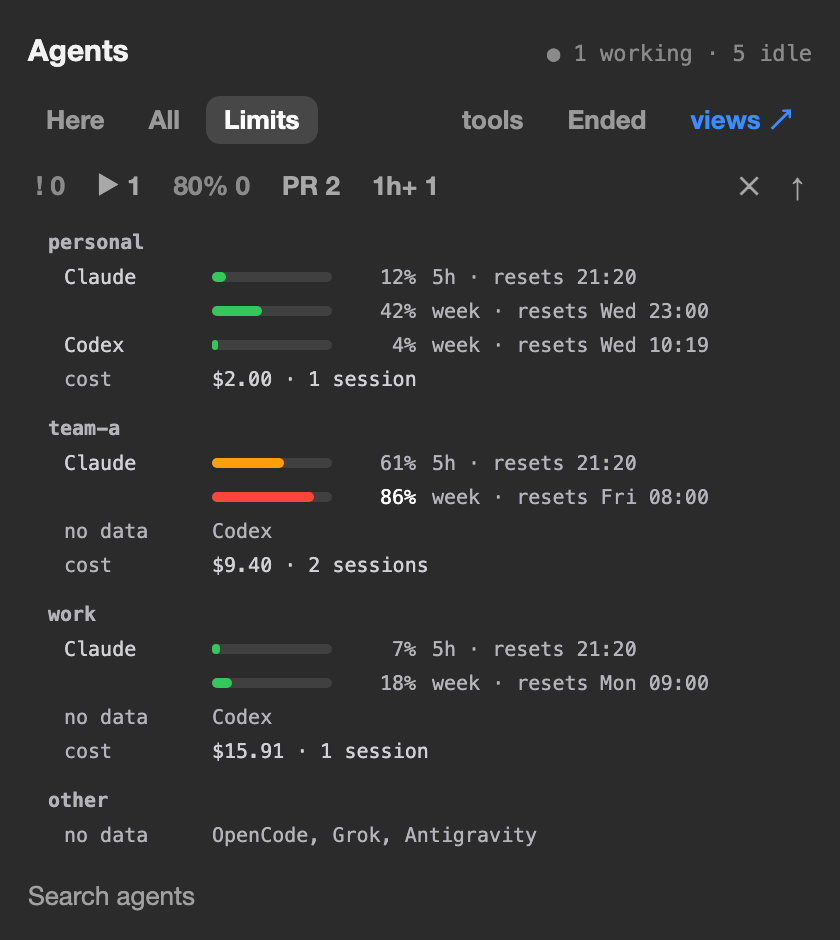 Agents ● 1 working · 5 idle
Here All Limits tools Ended views ↗
! 0 ▶ 1 80% 0 PR 2 1h+ 1 × ↑
personal
Claude 12% 5h · resets 21:20
42% week · resets Wed 23:00
Codex 4% week · resets Wed 10:19
cost $2.00 · 1 session
team-a
Claude 61% 5h · resets 21:20
86% week · resets Fri 08:00
no data Codex
cost $9.40 · 2 sessions
work
Claude 7% 5h · resets 21:20
18% week · resets Mon 09:00
no data Codex
cost $15.91 · 1 session
other
no data OpenCode, Grok, Antigravity
Search agents